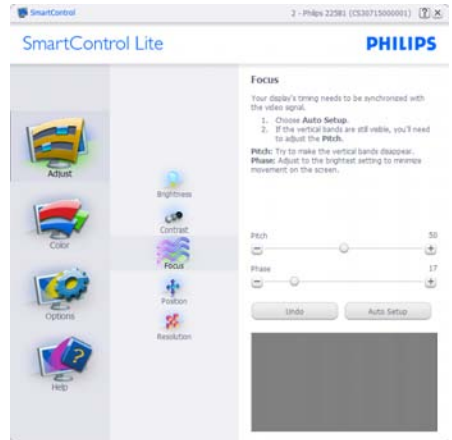 SmartControl
2 - Philips 225B1 (CS30715000001)
SmartControl Lite
PHILIPS
Adjust
Color
Options
Help
Brightness
Contrast
Focus
Position
Resolution
Focus
Your display's timing needs to be synchronized with
the video signal.
1. Choose Auto Setup.
2. If the vertical bands are still visible, you'll need
to adjust the Pitch.
Pitch: Try to make the vertical bands disappear.
Phase: Adjust to the brightest setting to minimize
movement on the screen.
Pitch 50
Phase 17
Undo
Auto Setup